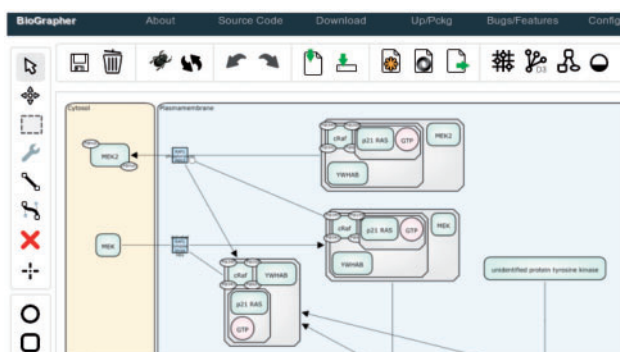 BioGrapher About Source Code Download Up/Pckg Bugs/Features Config
D3
Cytosol
Plasmamembrane
cRaf
p21 RAS
GTP
MEK2
YWHAB
MEK2
cRaf
p21 RAS
GTP
MEK
YWHAB
MEK
cRaf
YWHAB
p21 RAS
GTP
unidentified protein tyrosine kinase